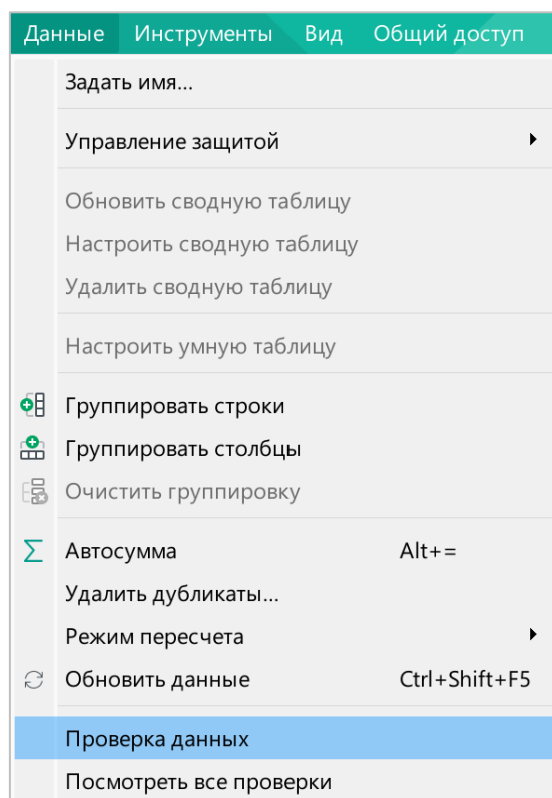 Данные Инструменты Вид Общий доступ
Задать имя...
Управление защитой
Обновить сводную таблицу
Настроить сводную таблицу
Удалить сводную таблицу
Настроить умную таблицу
Группировать строки
Группировать столбцы
Очистить группировку
Автосумма Alt+=
Удалить дубликаты...
Режим пересчета
Обновить данные Ctrl+Shift+F5
Проверка данных
Посмотреть все проверки